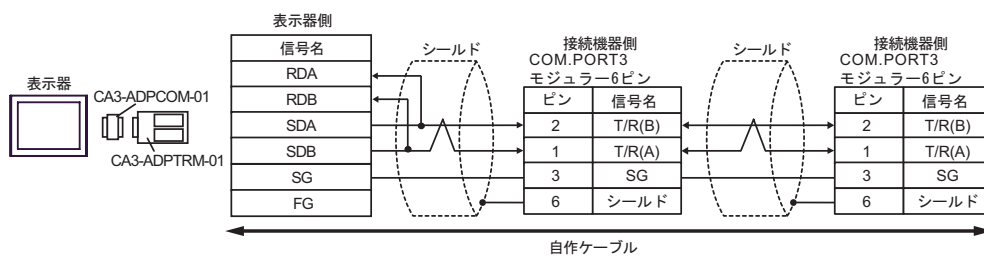 表示器側
信号名
RDA
RDB
SDA
SDB
SG
FG
表示器
CA3-ADPCOM-01
CA3-ADPTRM-01
シールド
接続機器側
COM.PORT3
モジュラー6ピン
ピン 信号名
2 T/R(B)
1 T/R(A)
3 SG
6 シールド
シールド
接続機器側
COM.PORT3
モジュラー6ピン
ピン 信号名
2 T/R(B)
1 T/R(A)
3 SG
6 シールド
自作ケーブル